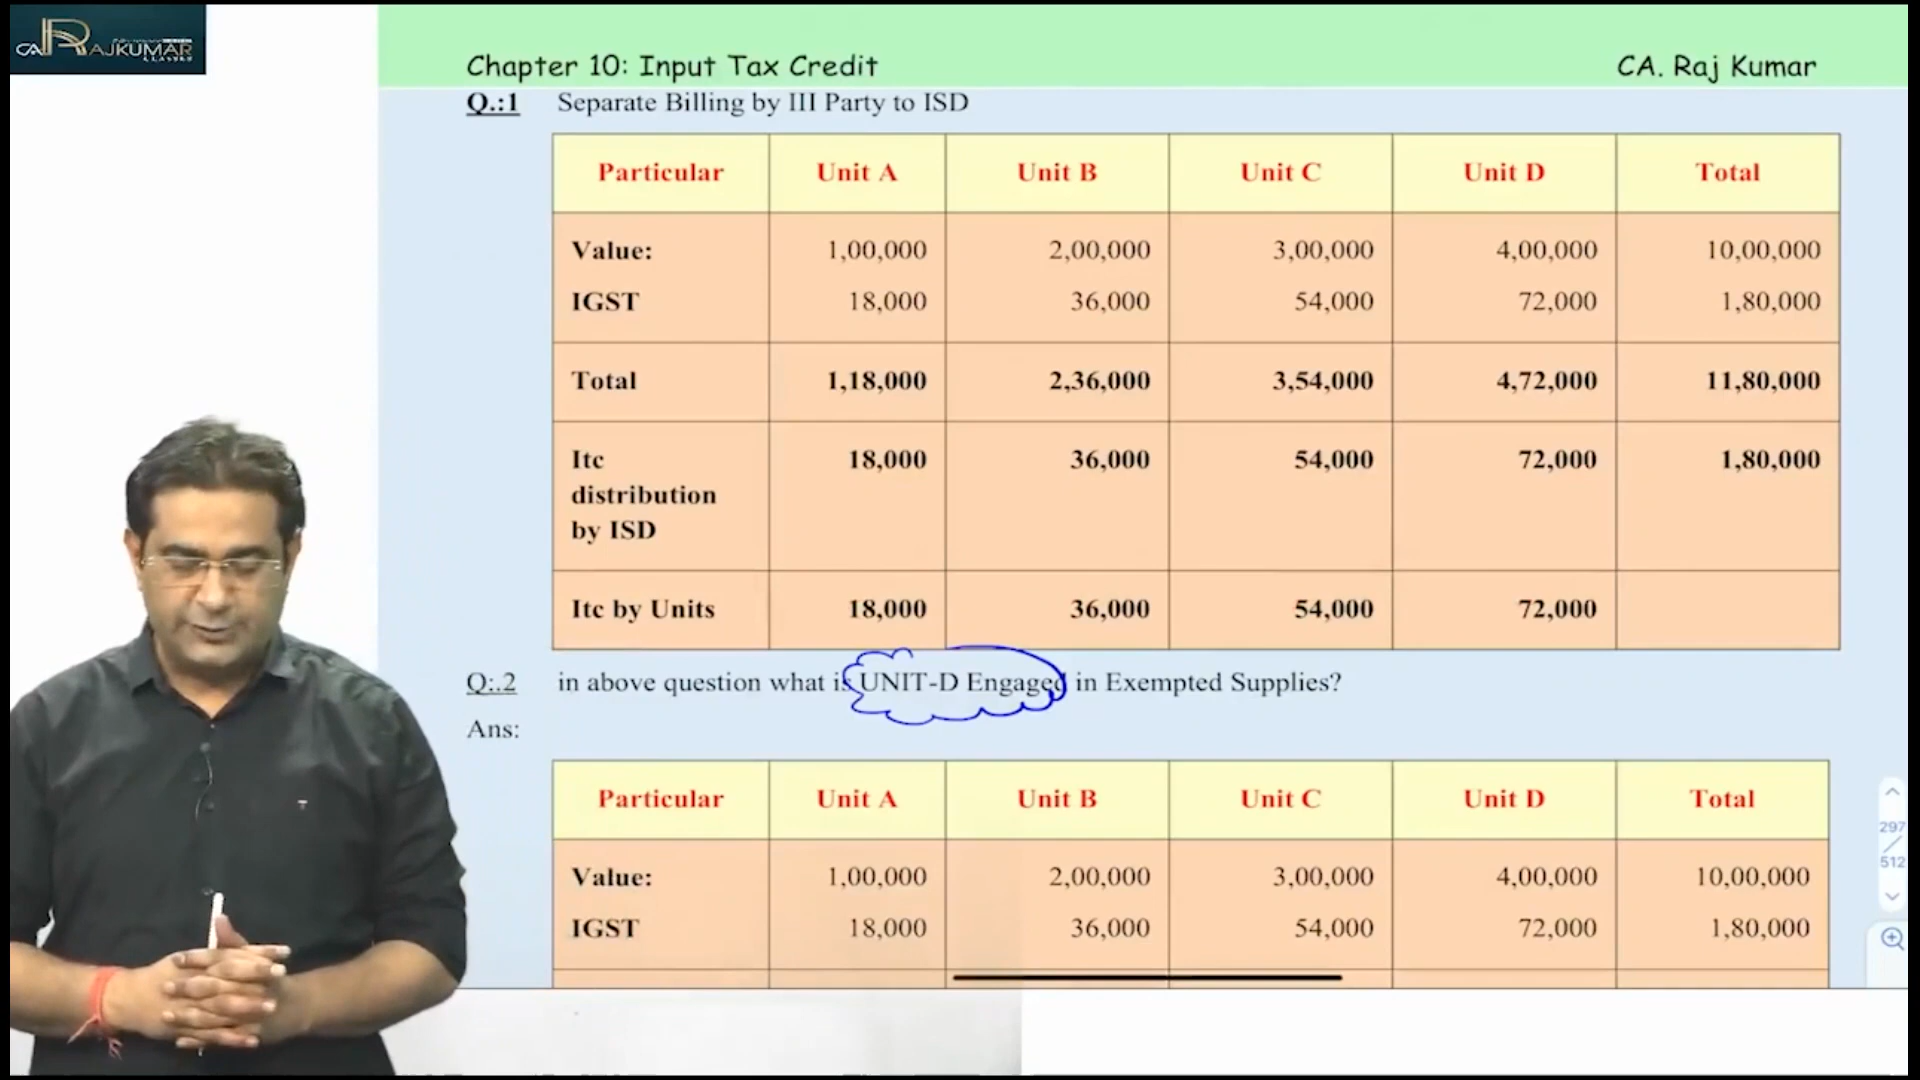 CA RAJKUMAR
CLASSES
Chapter 10: Input Tax Credit CA. Raj Kumar
Q.:1 Separate Billing by III Party to ISD
Particular Unit A Unit B Unit C Unit D Total
Value: 1,00,000 2,00,000 3,00,000 4,00,000 10,00,000
IGST 18,000 36,000 54,000 72,000 1,80,000
Total 1,18,000 2,36,000 3,54,000 4,72,000 11,80,000
Itc 18,000 36,000 54,000 72,000 1,80,000
distribution
by ISD
Itc by Units 18,000 36,000 54,000 72,000
Q:.2 in above question what is UNIT-D Engaged in Exempted Supplies?
Ans:
Particular Unit A Unit B Unit C Unit D Total
Value: 1,00,000 2,00,000 3,00,000 4,00,000 10,00,000
IGST 18,000 36,000 54,000 72,000 1,80,000
297
/
512